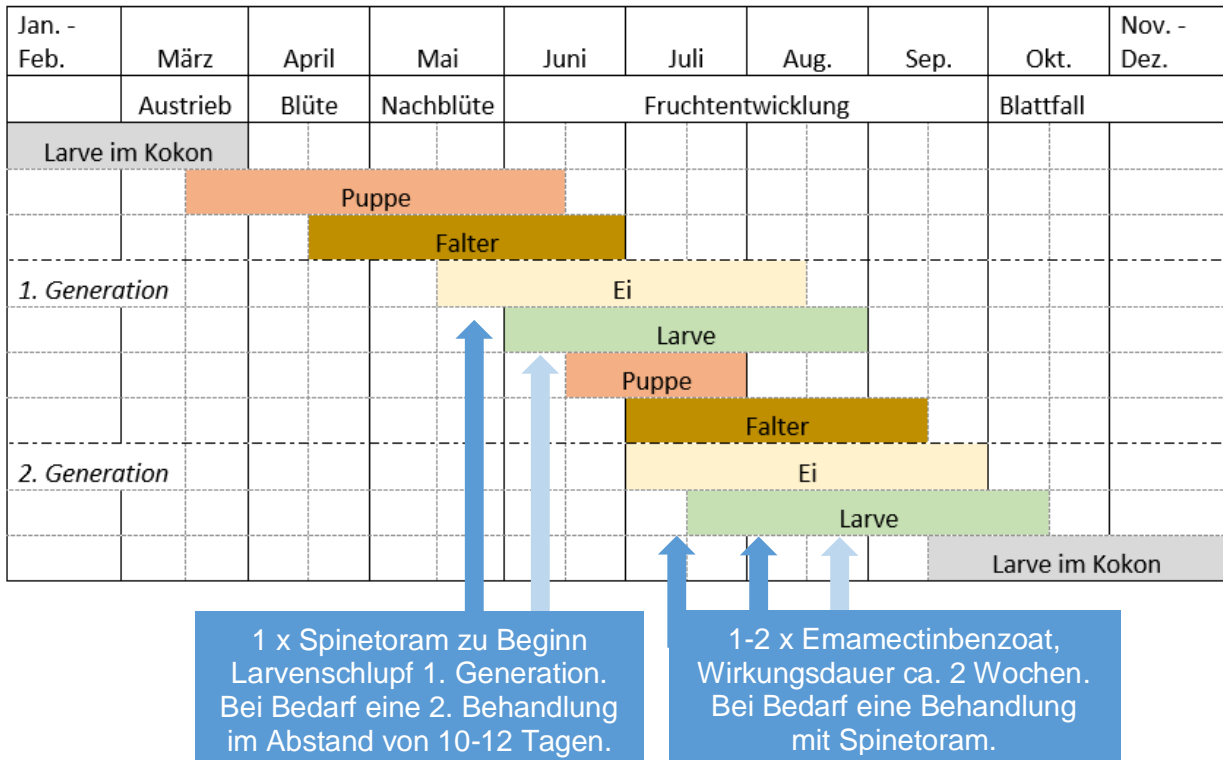 Jan. - Feb. März April Mai Juni Juli Aug. Sep. Okt. Nov. - Dez.
Austrieb Blüte Nachblüte Fruchtentwicklung Blattfall
Larve im Kokon
Puppe
Falter
1. Generation Ei
Larve
Puppe
Falter
2. Generation Ei
Larve
Larve im Kokon
1 x Spinetoram zu Beginn
Larvenschlupf 1. Generation.
Bei Bedarf eine 2. Behandlung
im Abstand von 10-12 Tagen.
1-2 x Emamectinbenzoat,
Wirkungsdauer ca. 2 Wochen.
Bei Bedarf eine Behandlung
mit Spinetoram.